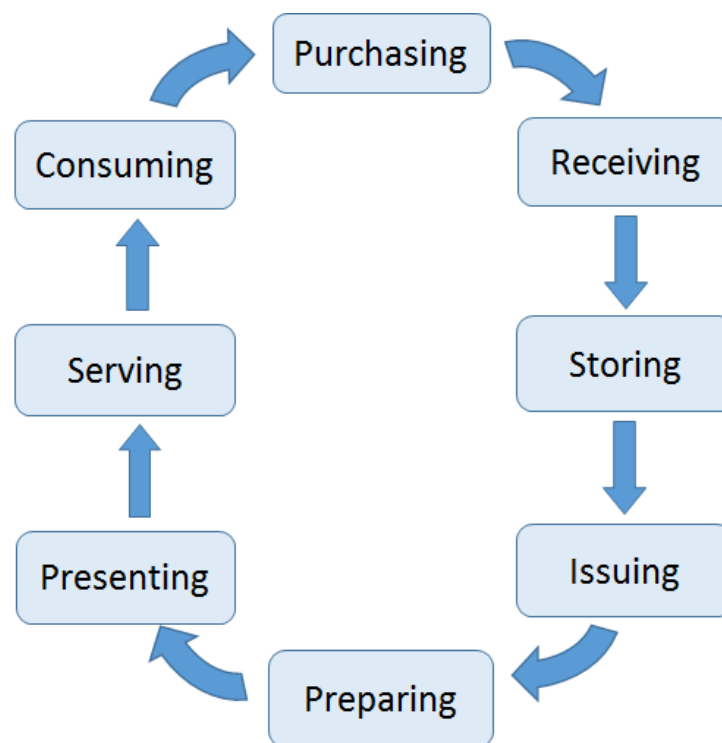 Purchasing
Receiving
Storing
Issuing
Preparing
Presenting
Serving
Consuming